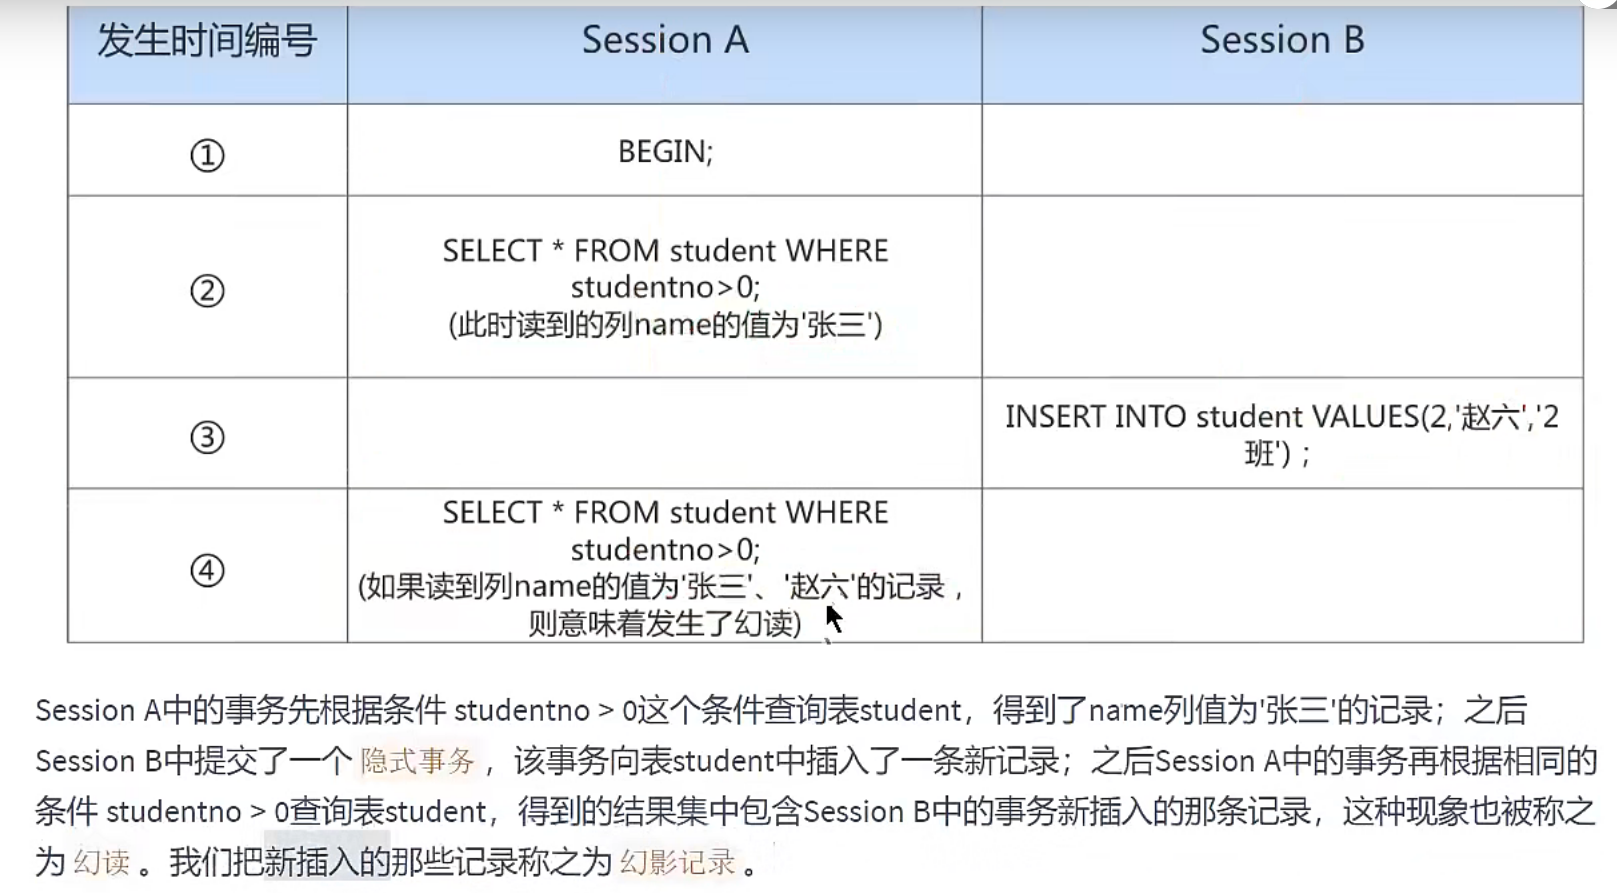 发生时间编号 Session A Session B
① BEGIN;
SELECT * FROM student WHERE
② studentno>0;
(此时读到的列name的值为'张三')
③ INSERT INTO student VALUES(2,'赵六','2
班') ;
SELECT * FROM student WHERE
studentno>0;
④ (如果读到列name的值为'张三'、'赵六'的记录，
则意味着发生了幻读)
Session A中的事务先根据条件 studentno > 0这个条件查询表student，得到了name列值为'张三'的记录；之后
Session B中提交了一个 隐式事务 ，该事务向表student中插入了一条新记录；之后Session A中的事务再根据相同的
条件 studentno > 0查询表student，得到的结果集中包含Session B中的事务新插入的那条记录，这种现象也被称之
为 幻读 。我们把新插入的那些记录称之为 幻影记录 。